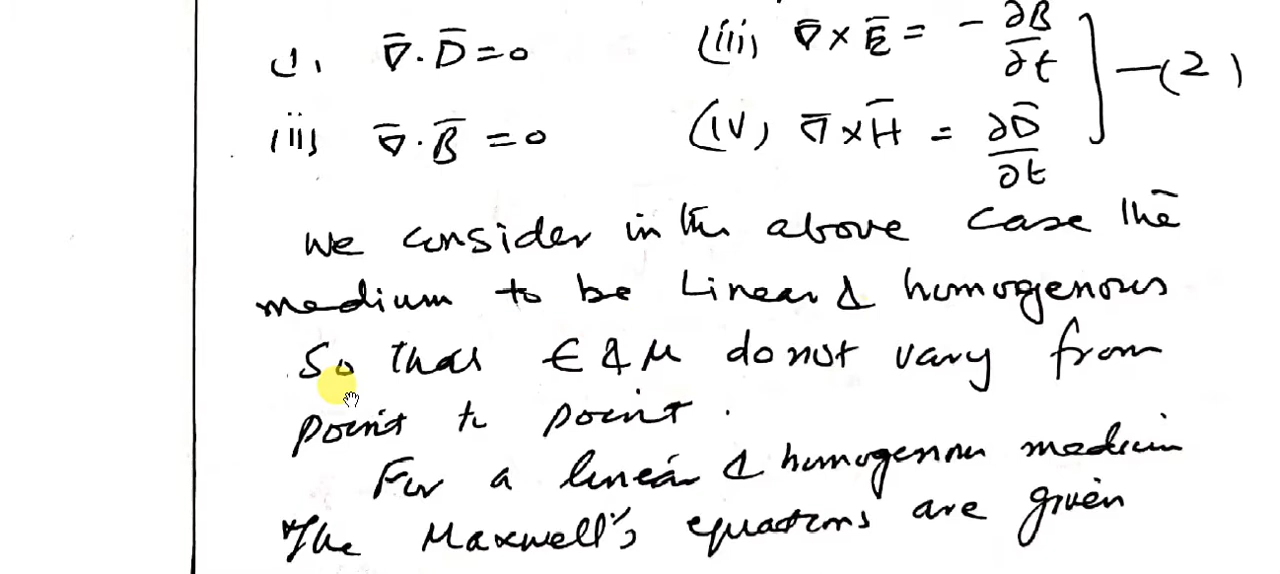 (i) ∇̄·D̄ = 0 (iii) ∇̄×Ē = -∂B/∂t
(ii) ∇̄·B̄ = 0 (iv) ∇̄×H̄ = ∂D̄/∂t —(2)
we consider in the above case the
medium to be Linear & homogenous
So that ∈ & μ do not vary from
point to point.
For a linear & homogenous medium
The Maxwell's equations are given